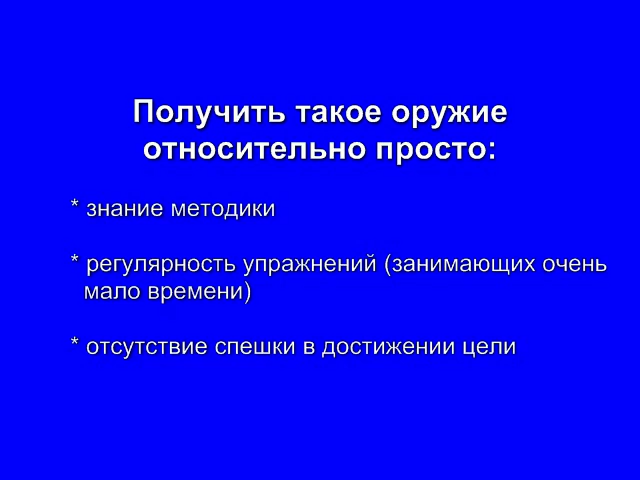 Получить такое оружие
относительно просто:
* знание методики
* регулярность упражнений (занимающих очень
мало времени)
* отсутствие спешки в достижении цели